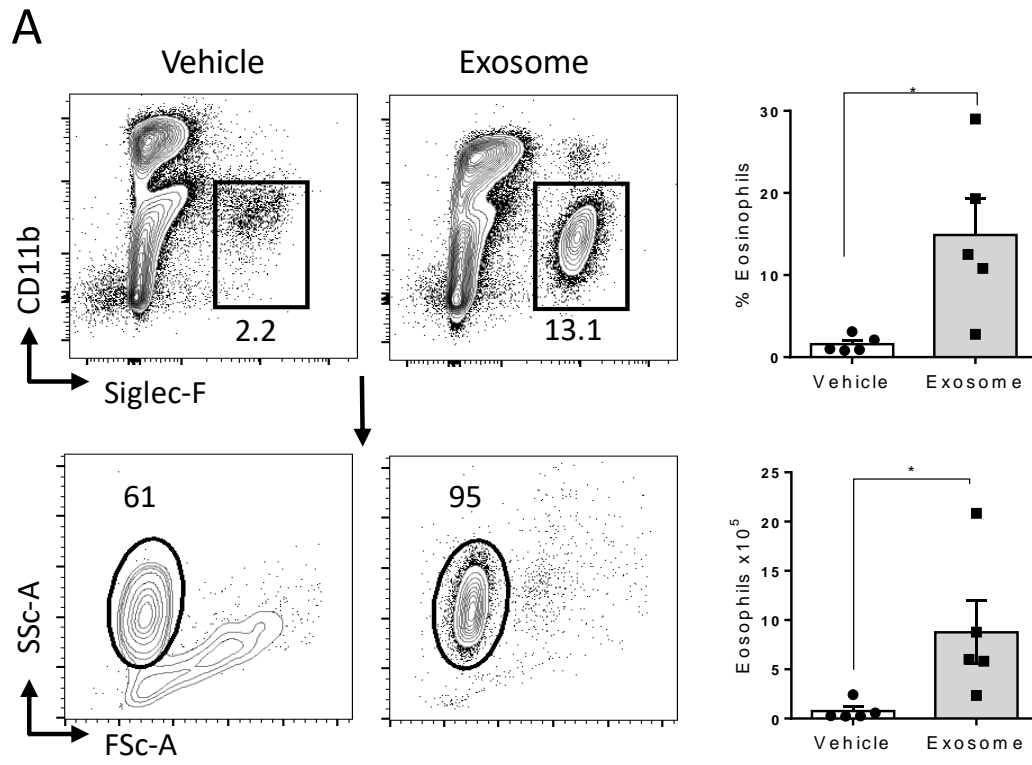 A
Vehicle
Exosome
CD11b
2.2
13.1
Siglec-F
% Eosinophils
30
20
10
0
*
Vehicle Exosome
61
95
SSc-A
FSc-A
Eosophils x10^5
25
20
15
10
5
0
*
Vehicle Exosome